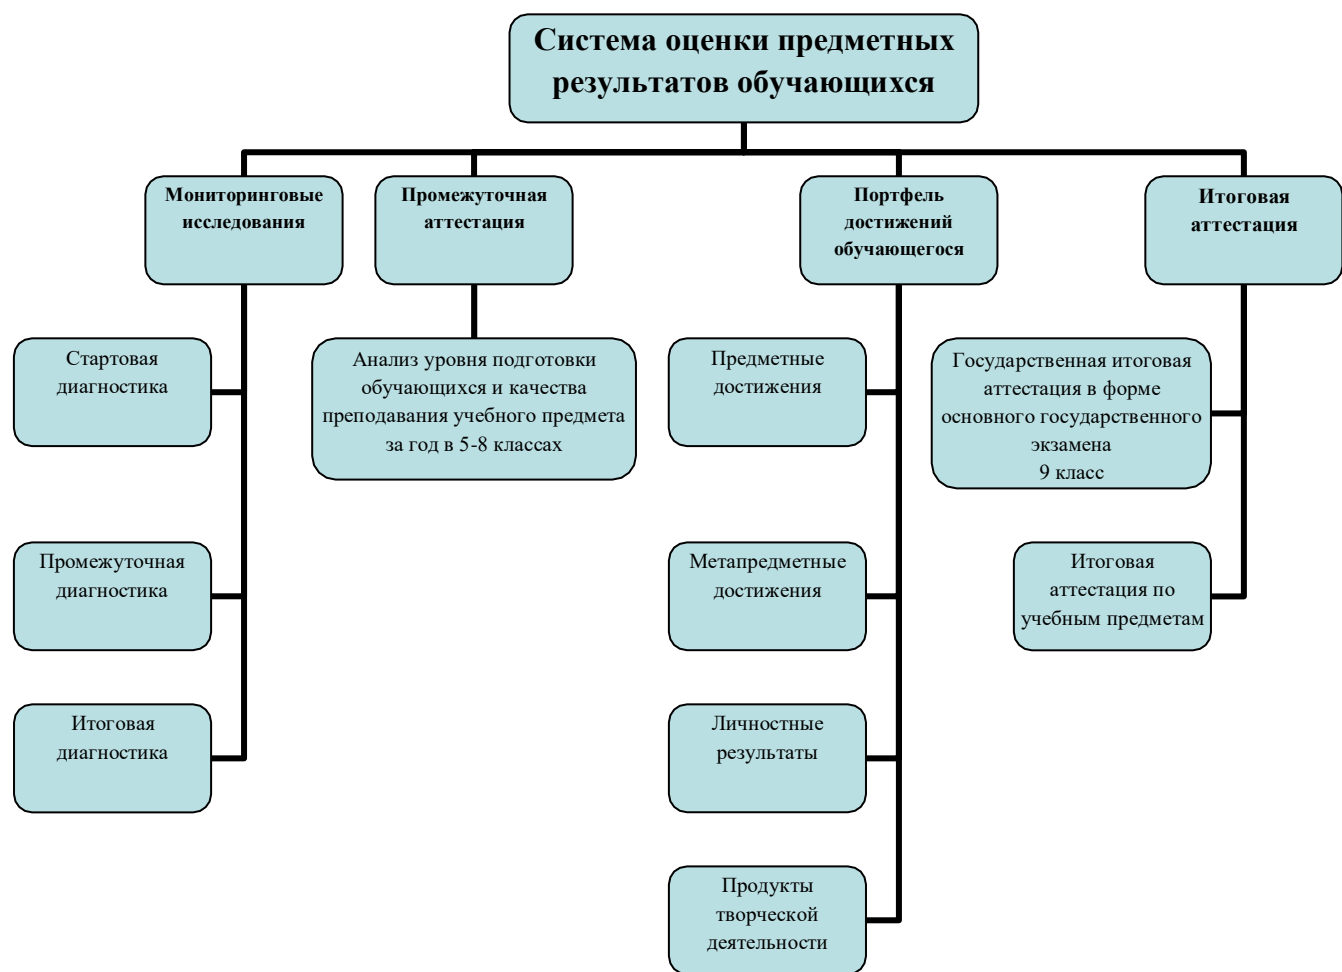 Система оценки предметных
результатов обучающихся
Мониторинговые
исследования
Промежуточная
аттестация
Портфель
достижений
обучающегося
Итоговая
аттестация
Стартовая
диагностика
Анализ уровня подготовки
обучающихся и качества
преподавания учебного предмета
за год в 5-8 классах
Предметные
достижения
Государственная итоговая
аттестация в форме
основного государственного
экзамена
9 класс
Промежуточная
диагностика
Метапредметные
достижения
Итоговая
аттестация по
учебным предметам
Итоговая
диагностика
Личностные
результаты
Продукты
творческой
деятельности